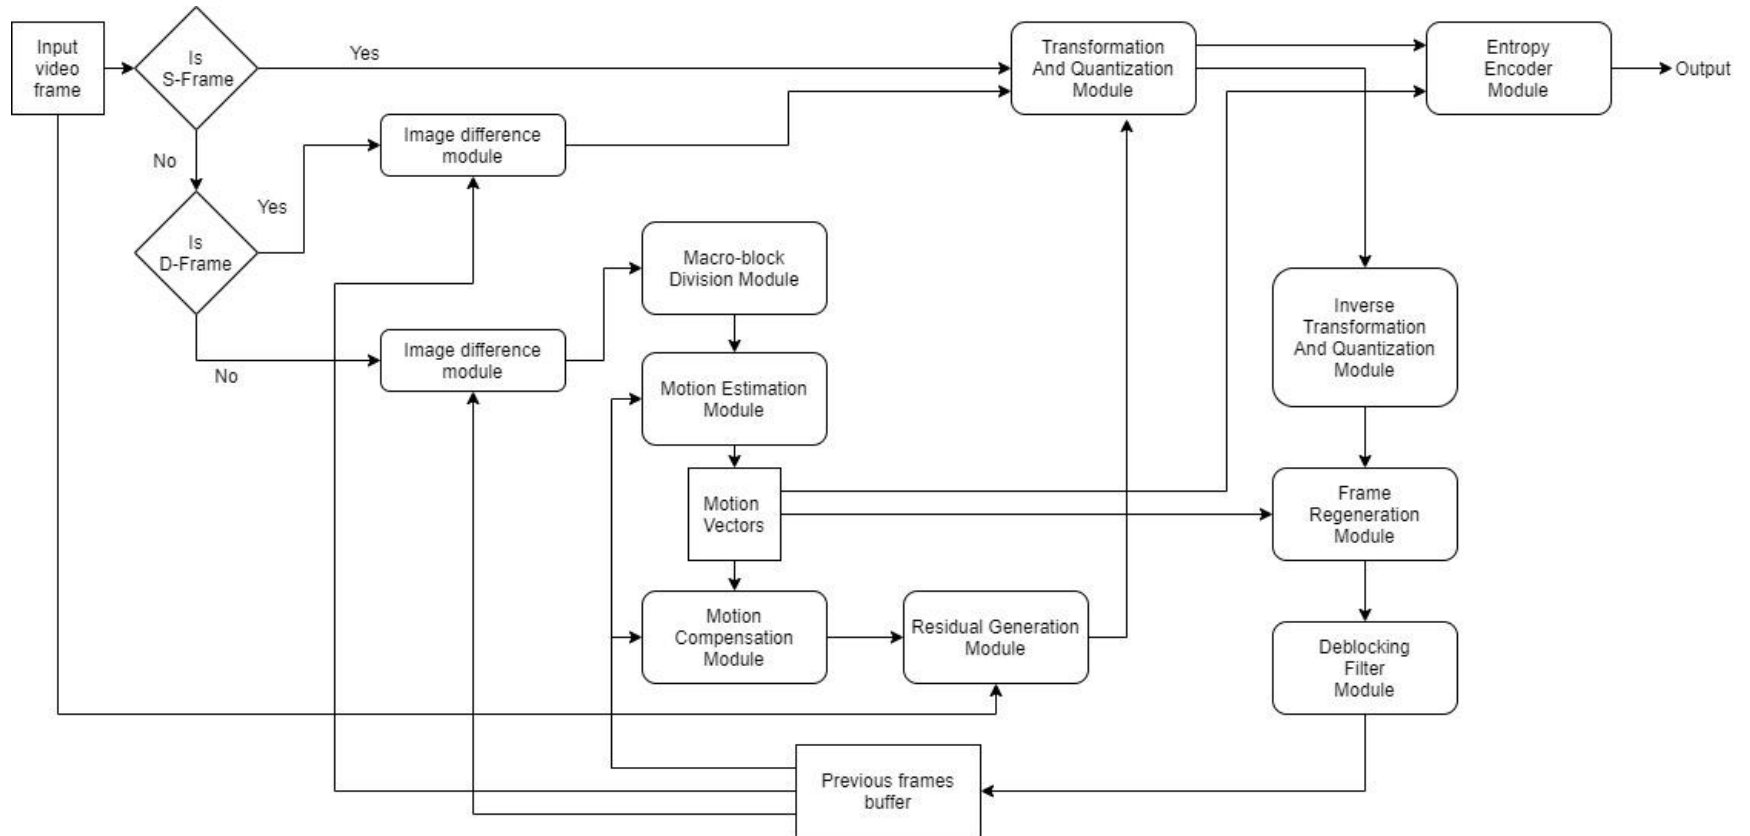 Input
video
frame
Is
S-Frame
Yes
No
Is
D-Frame
Yes
No
Image difference
module
Image difference
module
Macro-block
Division Module
Motion Estimation
Module
Motion
Vectors
Motion
Compensation
Module
Residual Generation
Module
Transformation
And Quantization
Module
Entropy
Encoder
Module
Output
Inverse
Transformation
And Quantization
Module
Frame
Regeneration
Module
Deblocking
Filter
Module
Previous frames
buffer